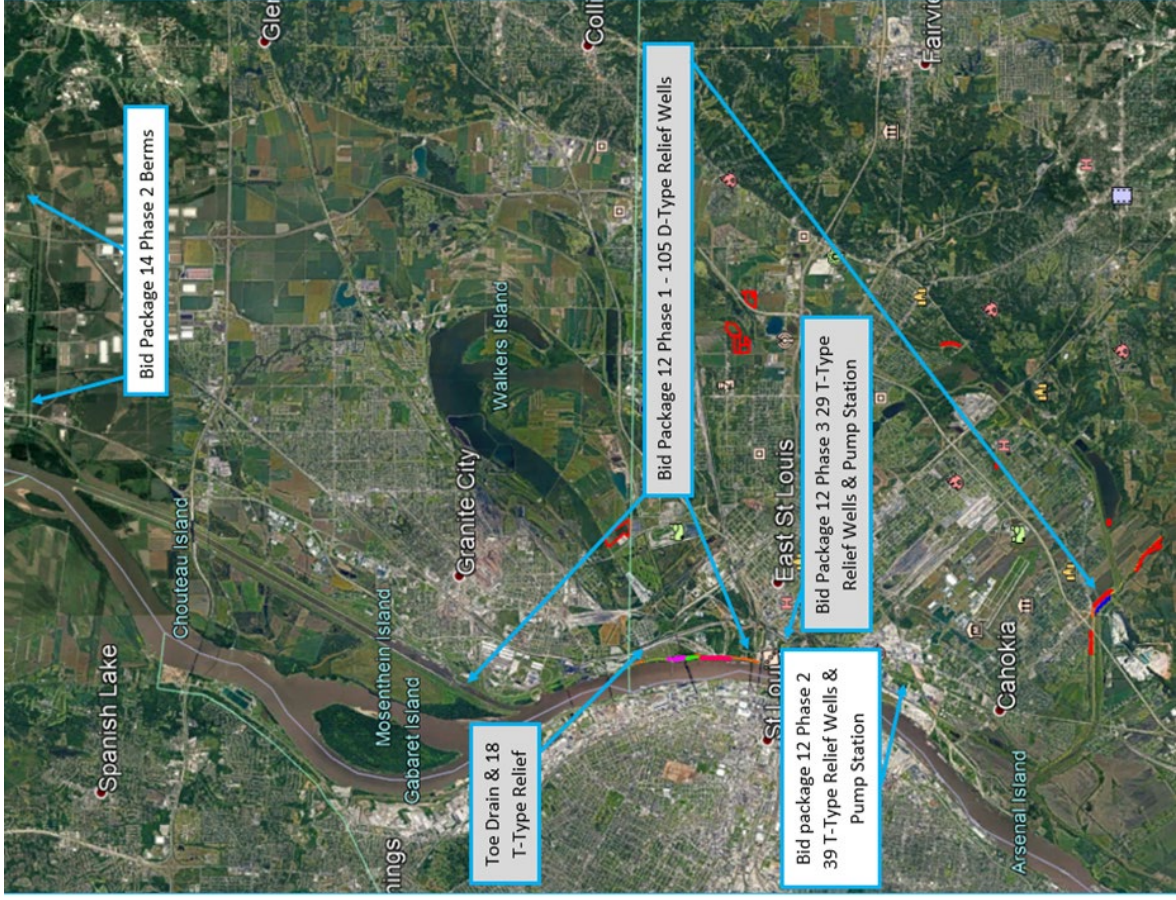 Glen
Bid Package 14 Phase 2 Berms
Spanish Lake
Chouteau Island
Colli
Mosenthein Island
Gabaret Island
Granite City
Walkers Island
nings
Toe Drain & 18
T-Type Relief
Bid Package 12 Phase 1 - 105 D-Type Relief Wells
St Loui
East St Louis
Bid Package 12 Phase 3 29 T-Type
Relief Wells & Pump Station
Fairvi
Bid package 12 Phase 2
39 T-Type Relief Wells &
Pump Station
Cahokia
Arsenal Island